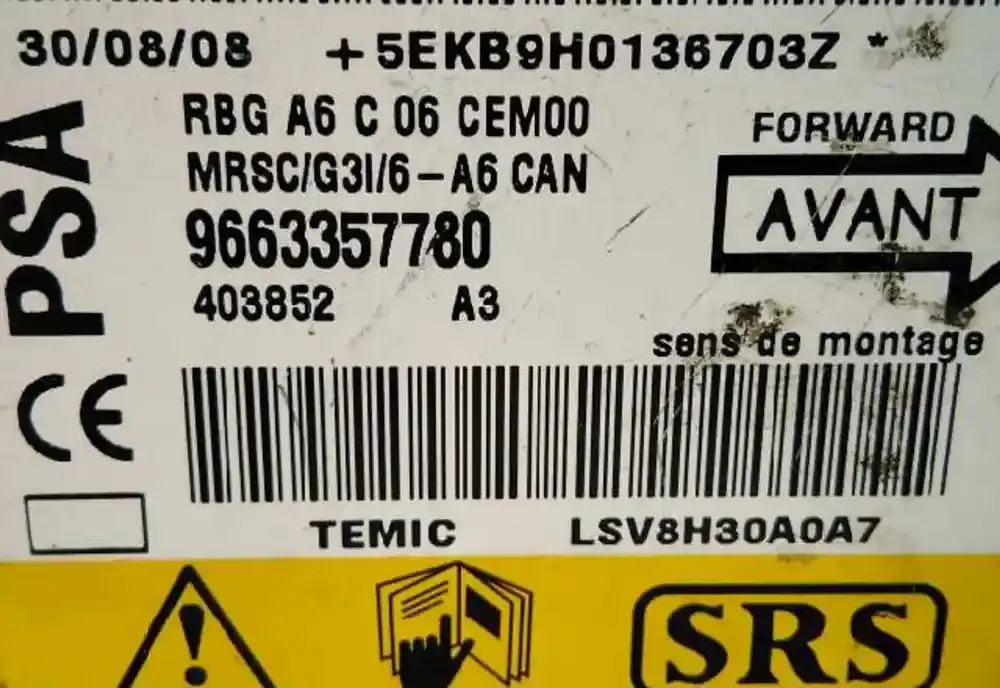 30/08/08 +5EKB9H0136703Z *
PSA
RBG A6 C 06 CEM00
MRSC/G3I/6-A6 CAN
9663357780
403852 A3
FORWARD
AVANT
sens de montage
CE
TEMIC LSV8H30A0A7
!
SRS